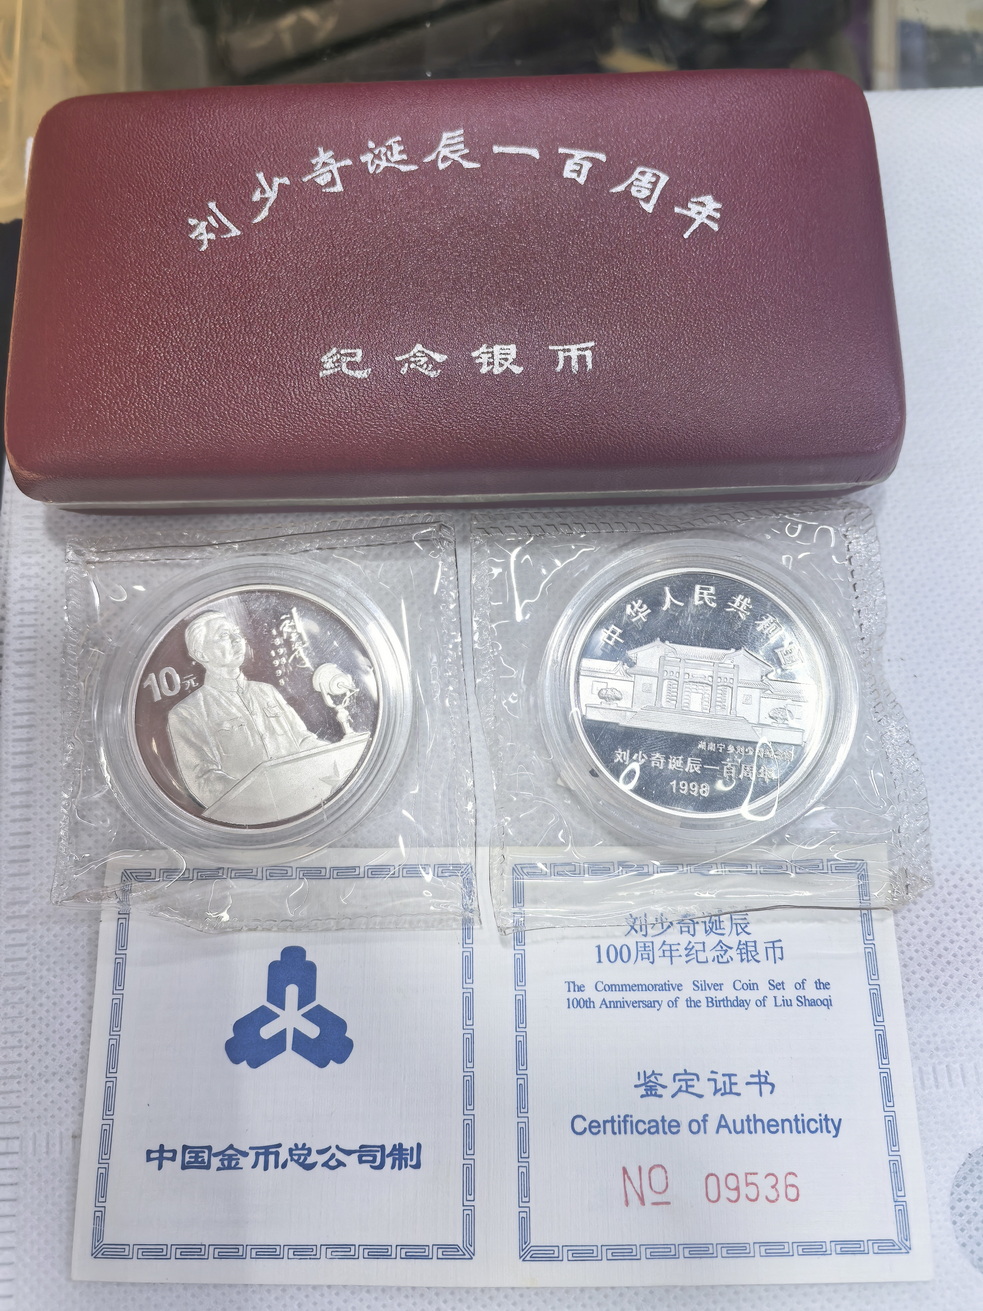 刘少奇诞辰一百周年
纪念银币
10元
中华人民共和国
刘少奇诞辰一百周年
1998
刘少奇诞辰
100周年纪念银币
The Commemorative Silver Coin Set of the
100th Anniversary of the Birthday of Liu Shaoqi
鉴定证书
Certificate of Authenticity
NO 09536
中国金币总公司制